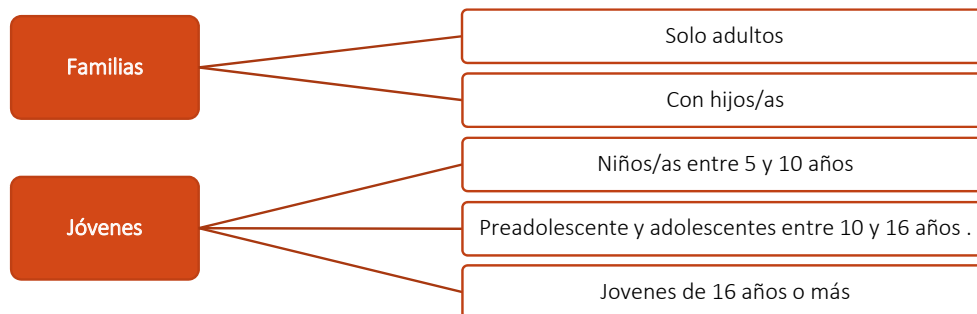 Familias
Solo adultos
Con hijos/as
Jóvenes
Niños/as entre 5 y 10 años
Preadolescente y adolescentes entre 10 y 16 años .
Jovenes de 16 años o más